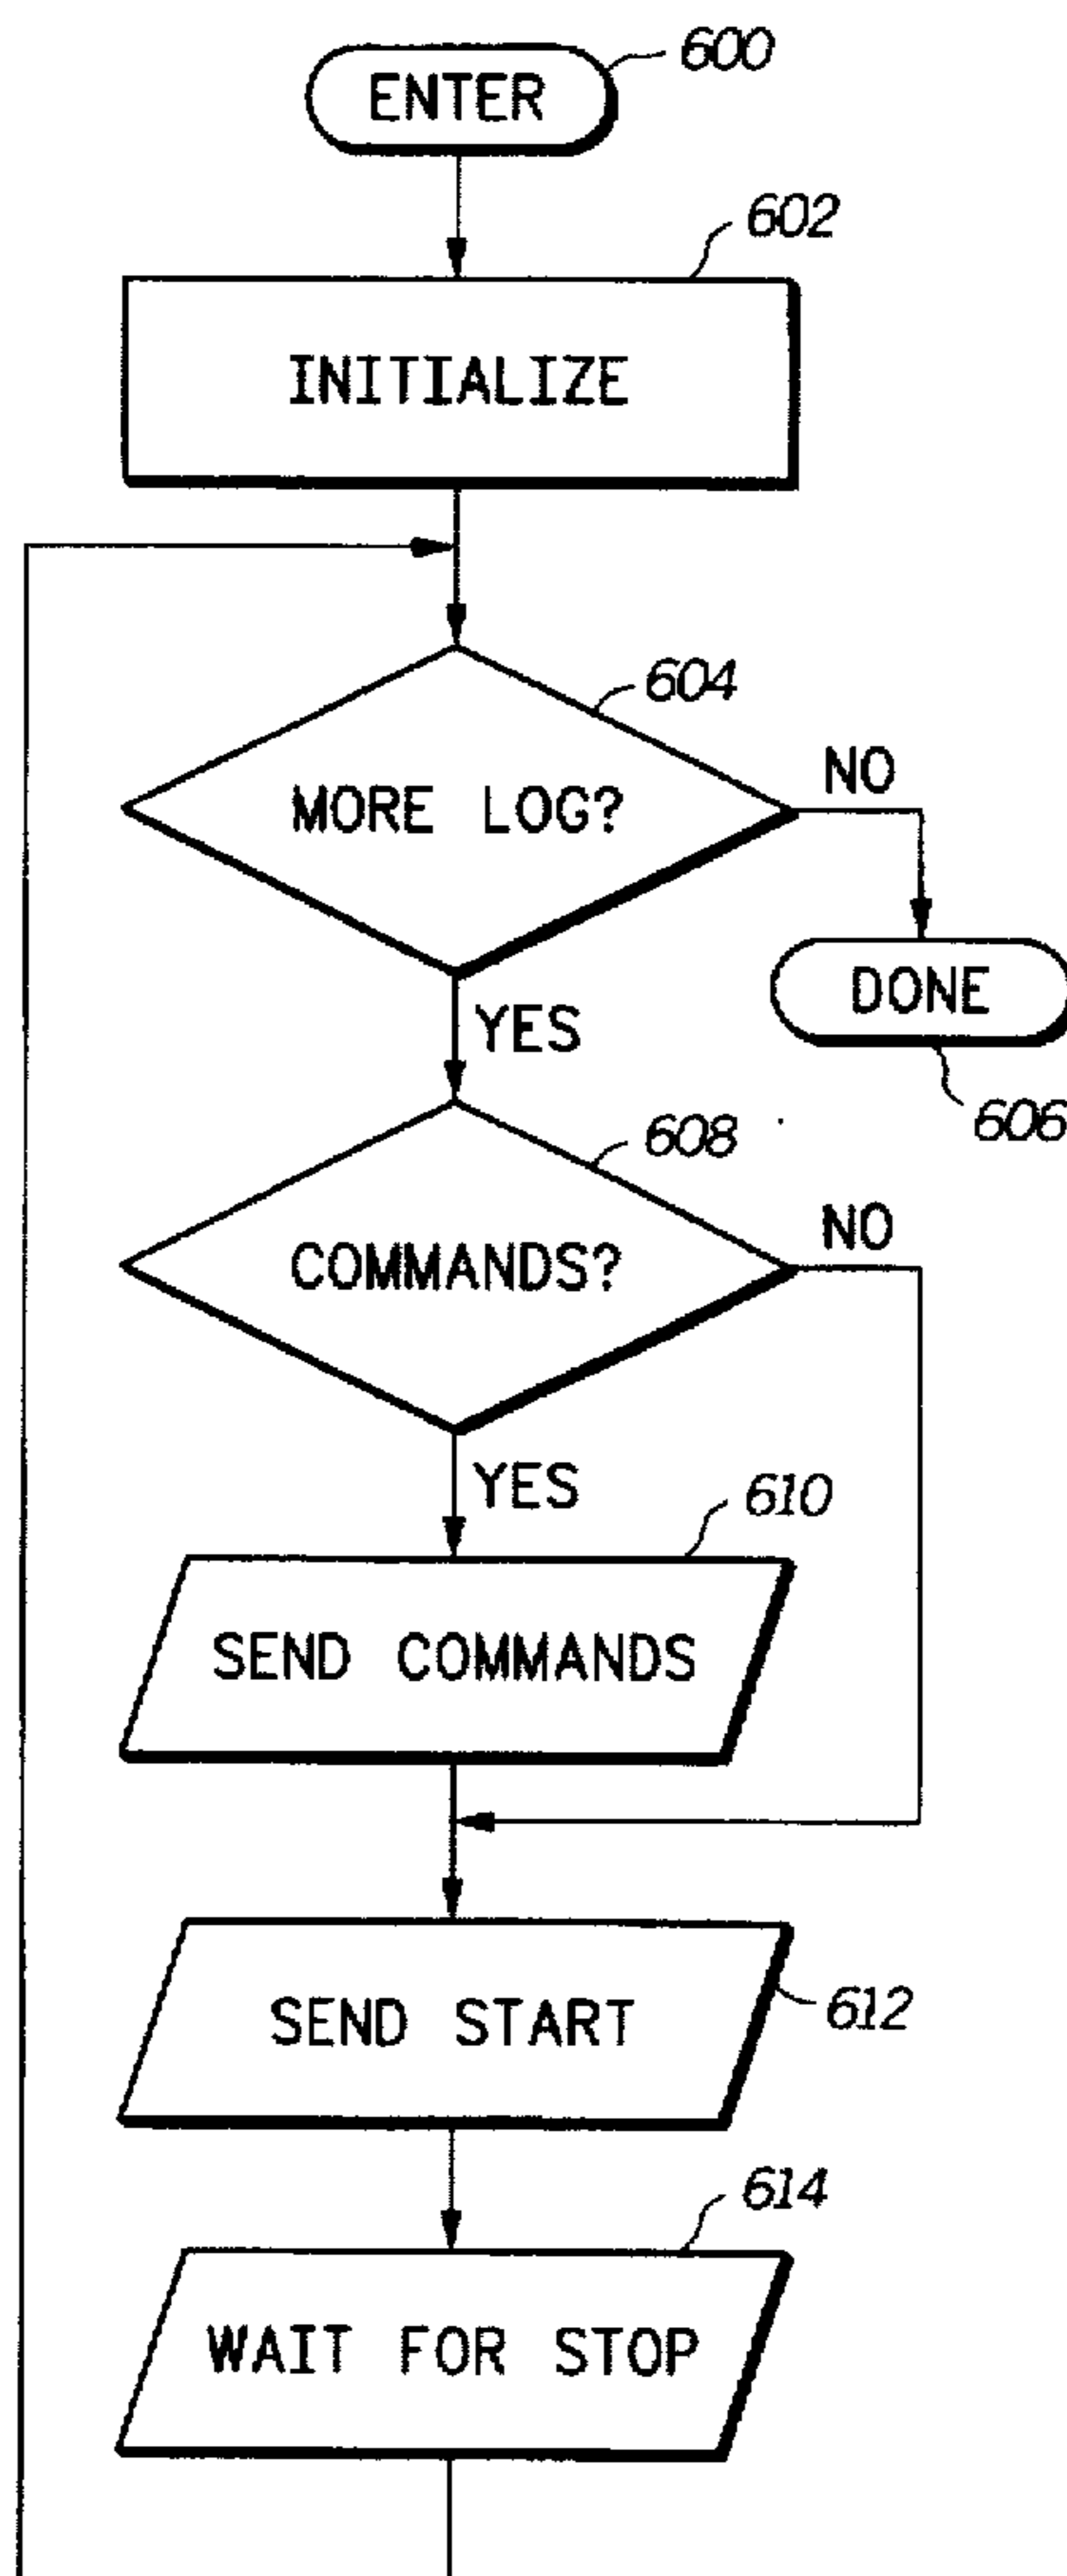 600
ENTER
602
INITIALIZE
604
MORE LOG?
NO
DONE
606
YES
608
COMMANDS?
NO
YES
610
SEND COMMANDS
SEND START
612
614
WAIT FOR STOP